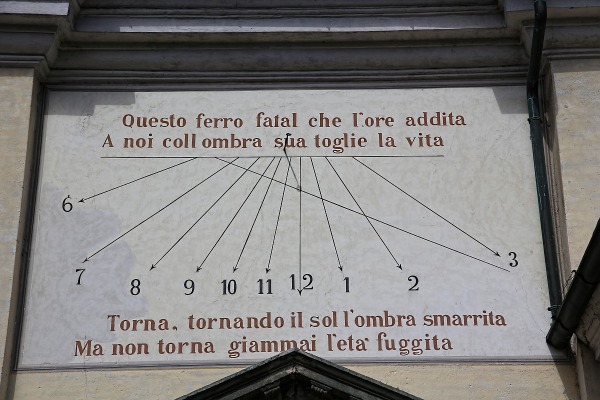 Questo ferro fatal che l'ore addita
A noi coll ombra sua toglie la vita
6 7 8 9 10 11 12 1 2 3
Torna, tornando il sol l'ombra smarrita
Ma non torna giammai l'eta' fuggita